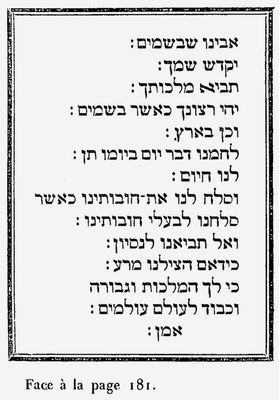 אבינו שבשמים:
יקדש שמך:
תביא מלכותך:
יהי רצונך כאשר בשמים:
וכן בארץ:
לחמנו דבר יום ביומו תן:
לנו חיום:
וסלח לנו את־חובותינו כאשר
סלחנו לבעלי חובותינו:
ואל תביאנו לנסיון:
כידאם הצילנו מרע:
כי לך המלכות וגבורה
וכבוד לעולם עולמים:
אמן:
Face à la page 181.